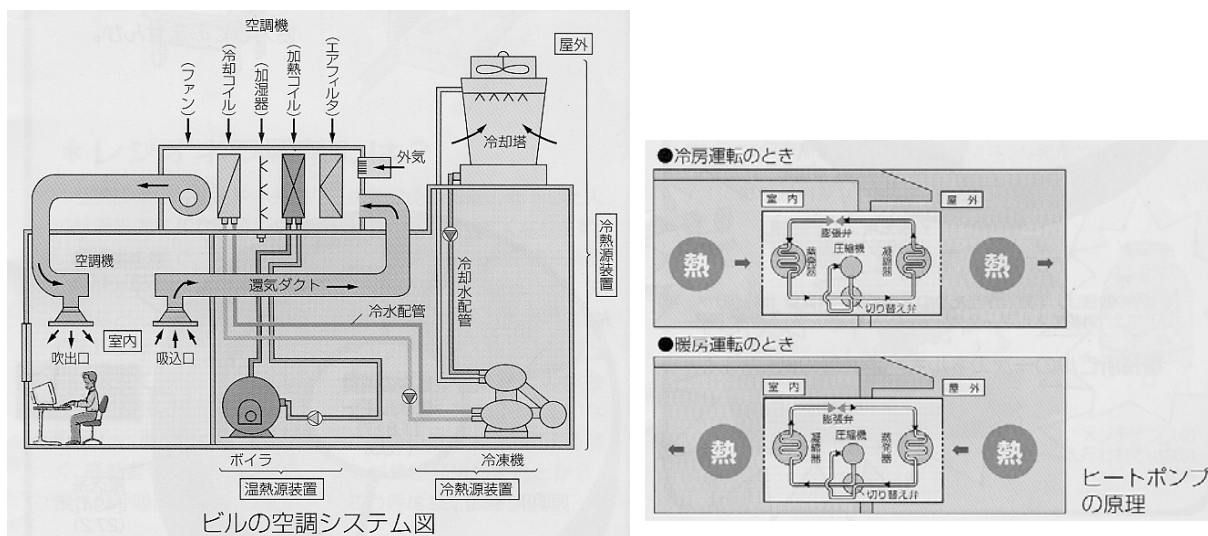 空調機
(ファン)
(冷却コイル)
(加湿器)
(加熱コイル)
(エアフィルタ)
屋外
冷却塔
外気
冷熱源装置
空調機
還気ダクト
冷水配管
冷却水配管
室内
吹出口
吸込口
ボイラ
冷凍機
温熱源装置
冷熱源装置
ビルの空調システム図
●冷房運転のとき
室内
屋外
膨張弁
熱
蒸発器
圧縮機
凝縮器
熱
切り替え弁
●暖房運転のとき
室内
屋外
膨張弁
熱
凝縮器
圧縮機
蒸発器
熱
切り替え弁
ヒートポンプ
の原理